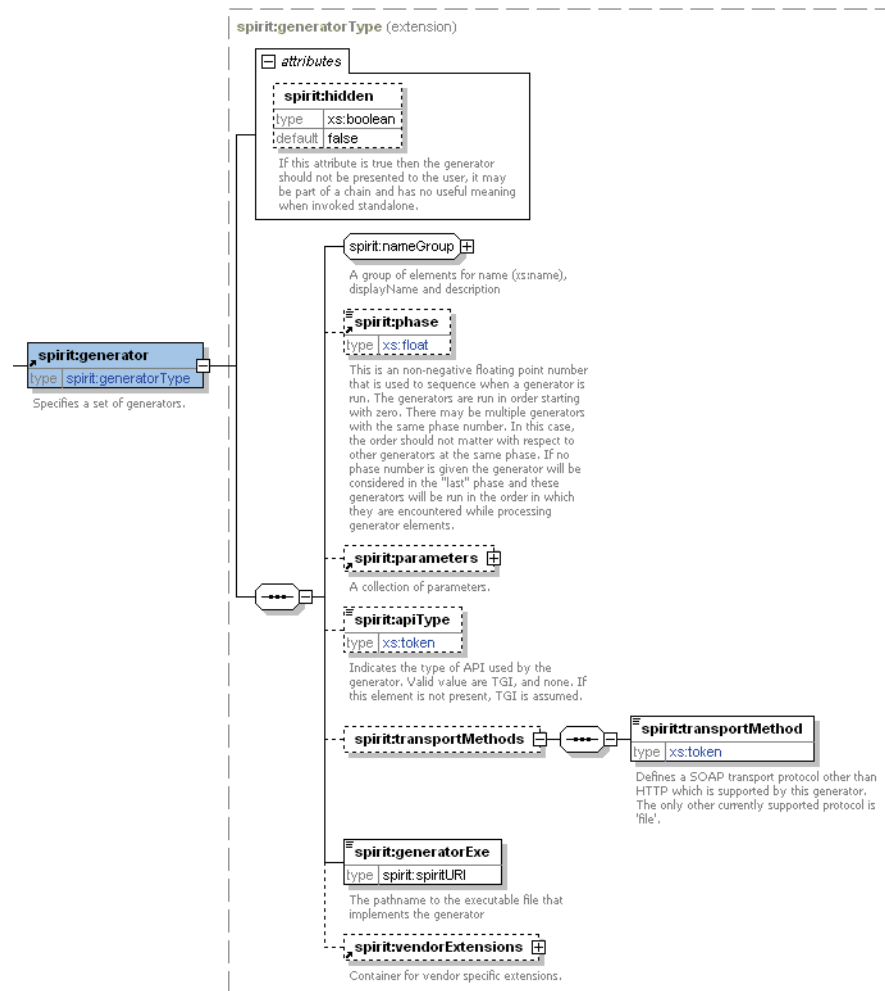 spirit:generatorType (extension)
attributes
spirit:hidden
type xs:boolean
default false
If this attribute is true then the generator
should not be presented to the user, it may
be part of a chain and has no useful meaning
when invoked standalone.
spirit:nameGroup
A group of elements for name (xs:name),
displayName and description
spirit:phase
type xs:float
This is an non-negative floating point number
that is used to sequence when a generator is
run. The generators are run in order starting
with zero. There may be multiple generators
with the same phase number. In this case,
the order should not matter with respect to
other generators at the same phase. If no
phase number is given the generator will be
considered in the "last" phase and these
generators will be run in the order in which
they are encountered while processing
generator elements.
spirit:generator
type spirit:generatorType
Specifies a set of generators.
spirit:parameters
A collection of parameters.
spirit:apiType
type xs:token
Indicates the type of API used by the
generator. Valid value are TGI, and none. If
this element is not present, TGI is assumed.
spirit:transportMethods
spirit:transportMethod
type xs:token
Defines a SOAP transport protocol other than
HTTP which is supported by this generator.
The only other currently supported protocol is
'file'.
spirit:generatorExe
type spirit:spiritURI
The pathname to the executable file that
implements the generator
spirit:vendorExtensions
Container for vendor specific extensions.